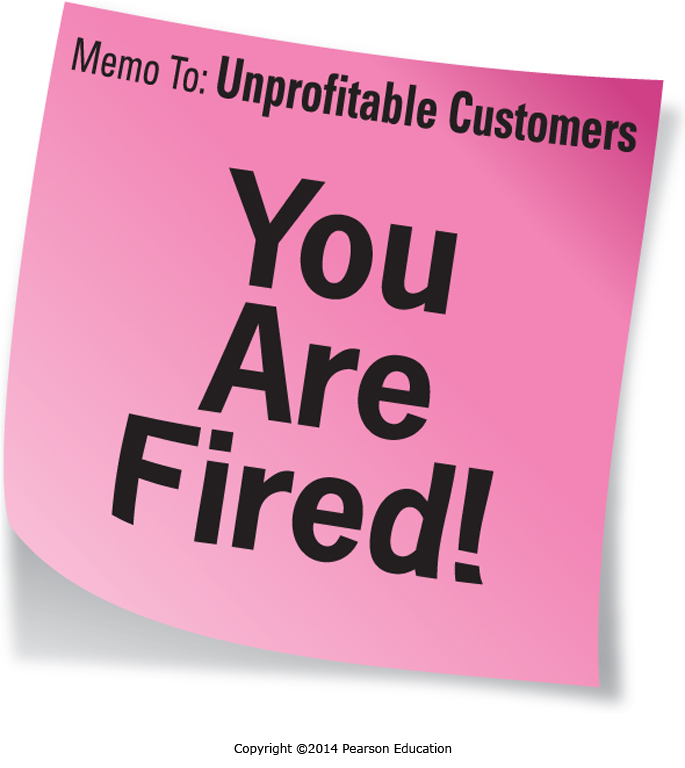 Memo To: Unprofitable Customers
You
Are
Fired!
Copyright ©2014 Pearson Education